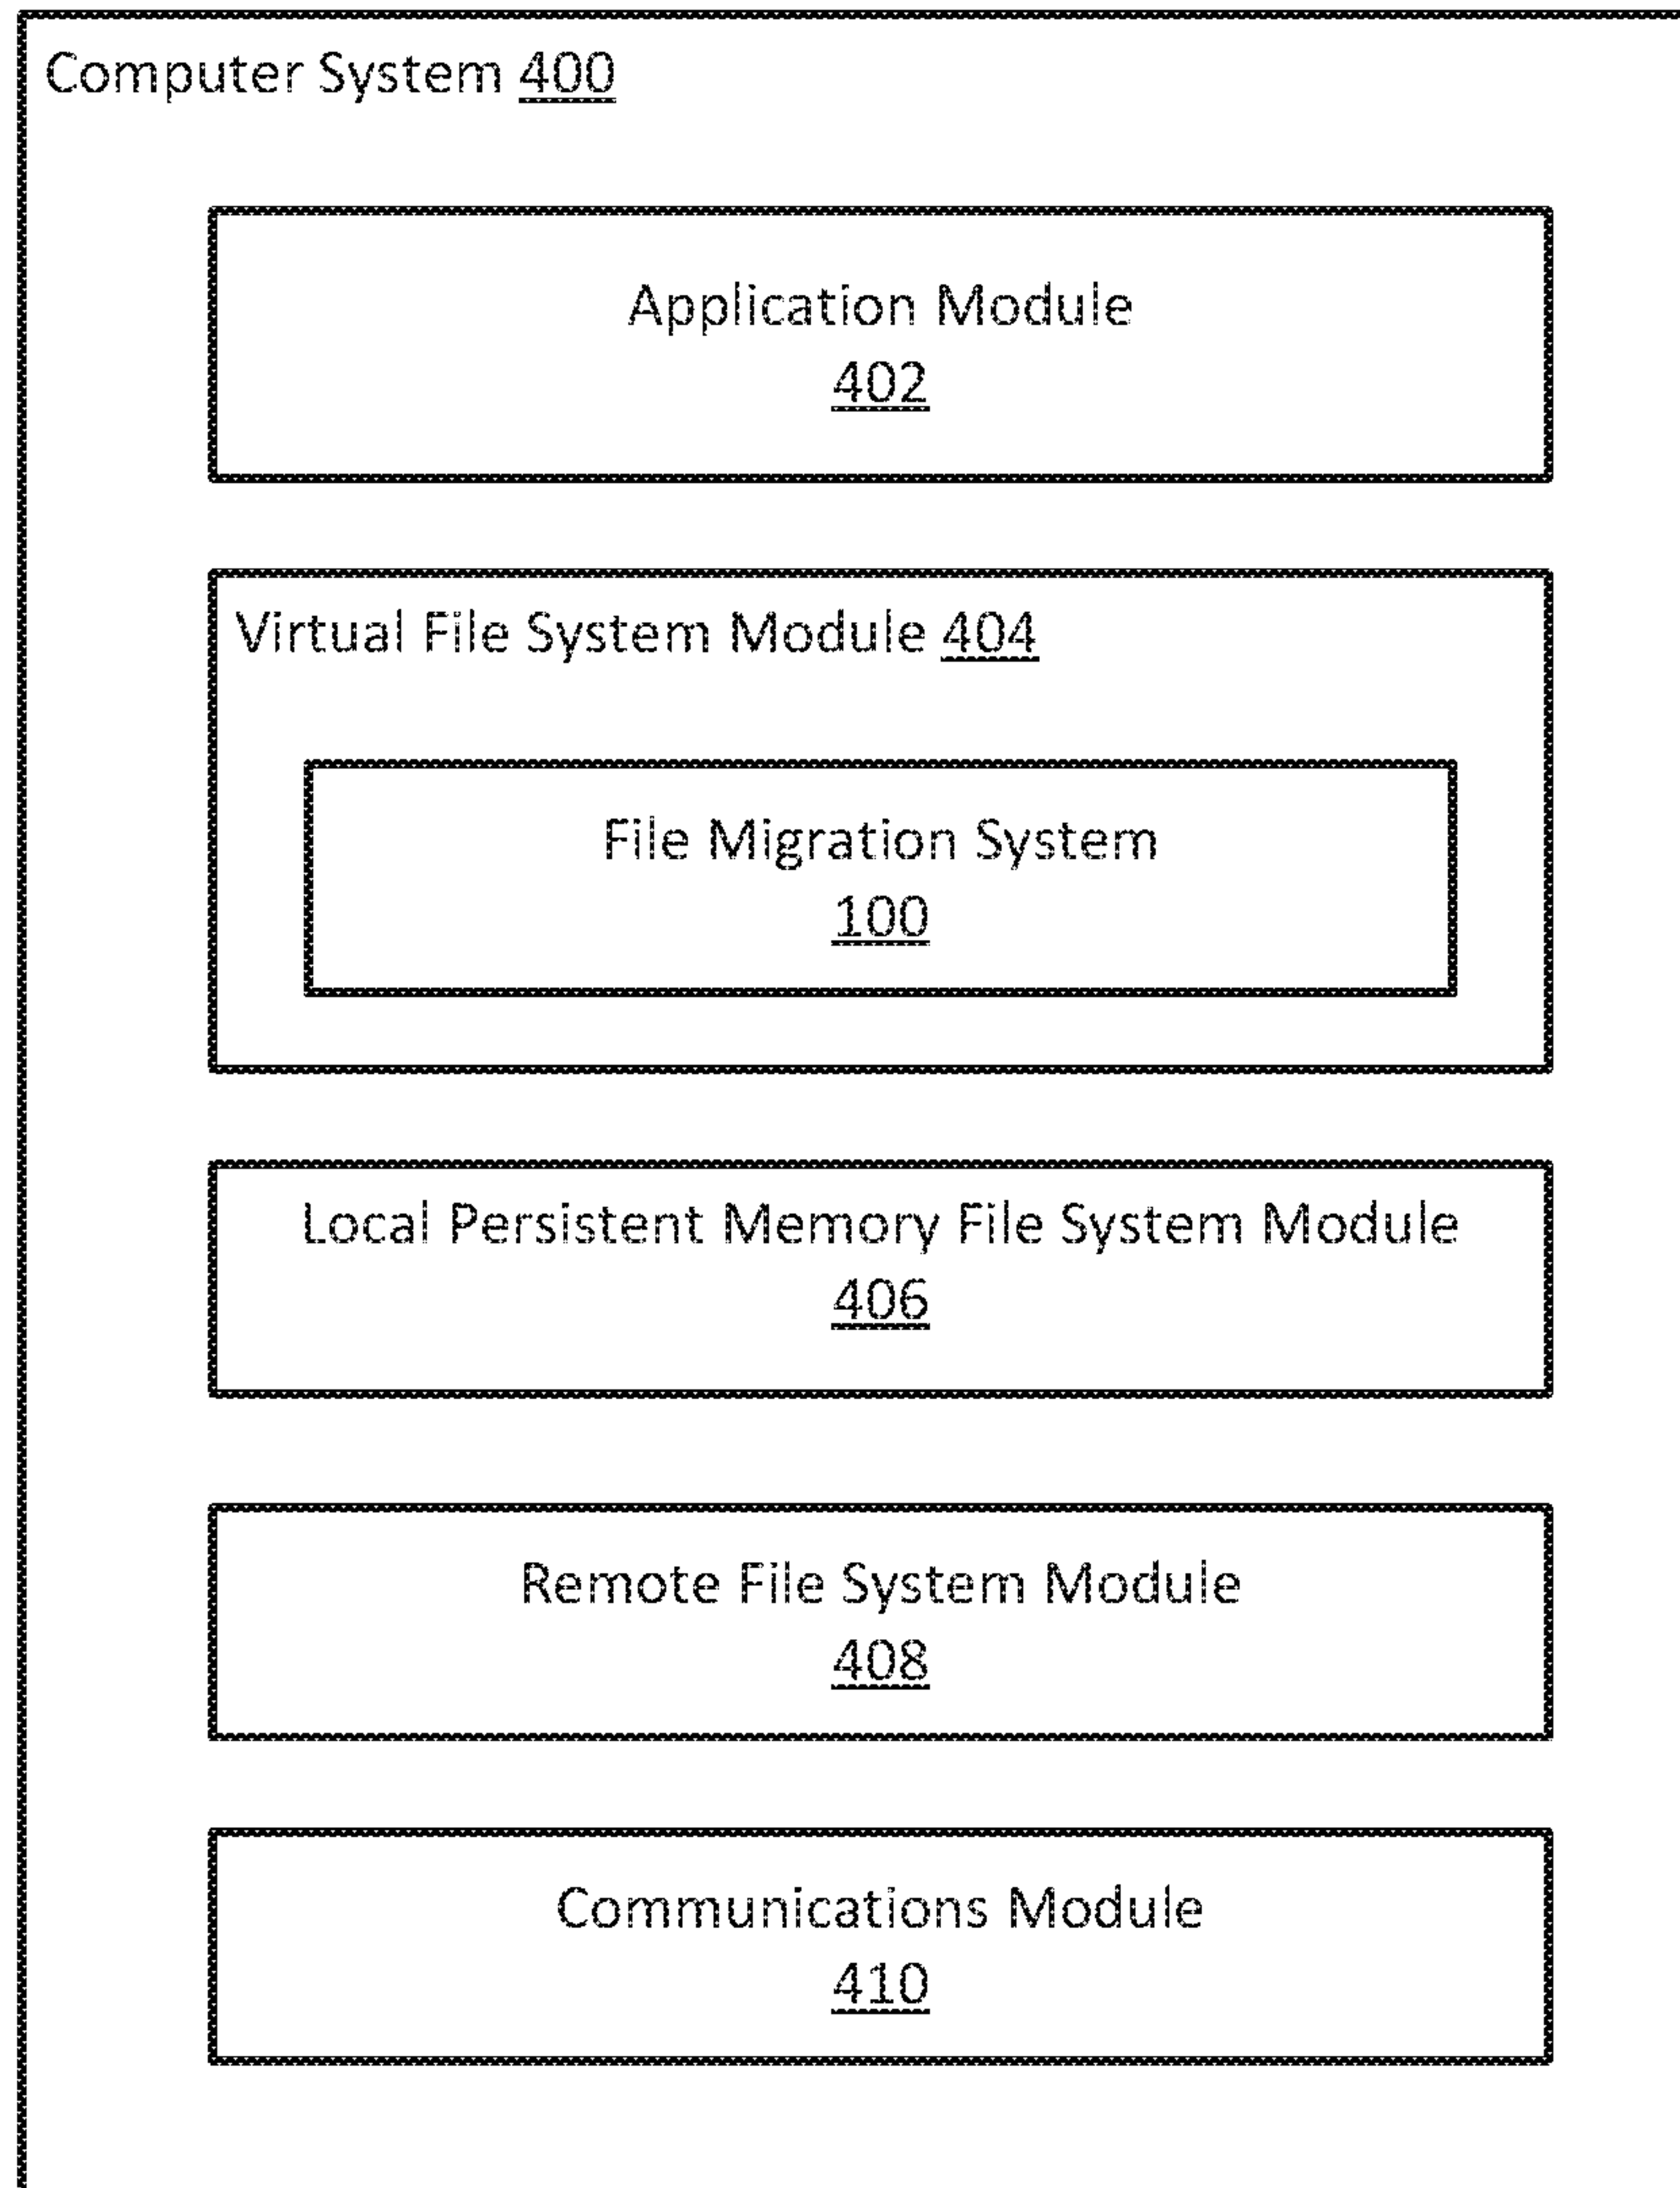 Computer System 400
Application Module
402
Virtual File System Module 404
File Migration System
100
Local Persistent Memory File System Module
406
Remote File System Module
408
Communications Module
410